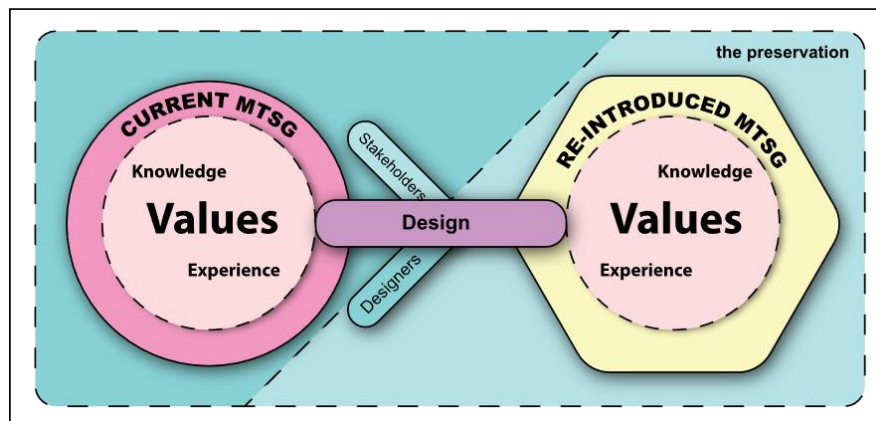 the preservation
CURRENT MTSG
Knowledge
Values
Experience
Stakeholders
Design
Designers
RE-INTRODUCED MTSG
Knowledge
Values
Experience